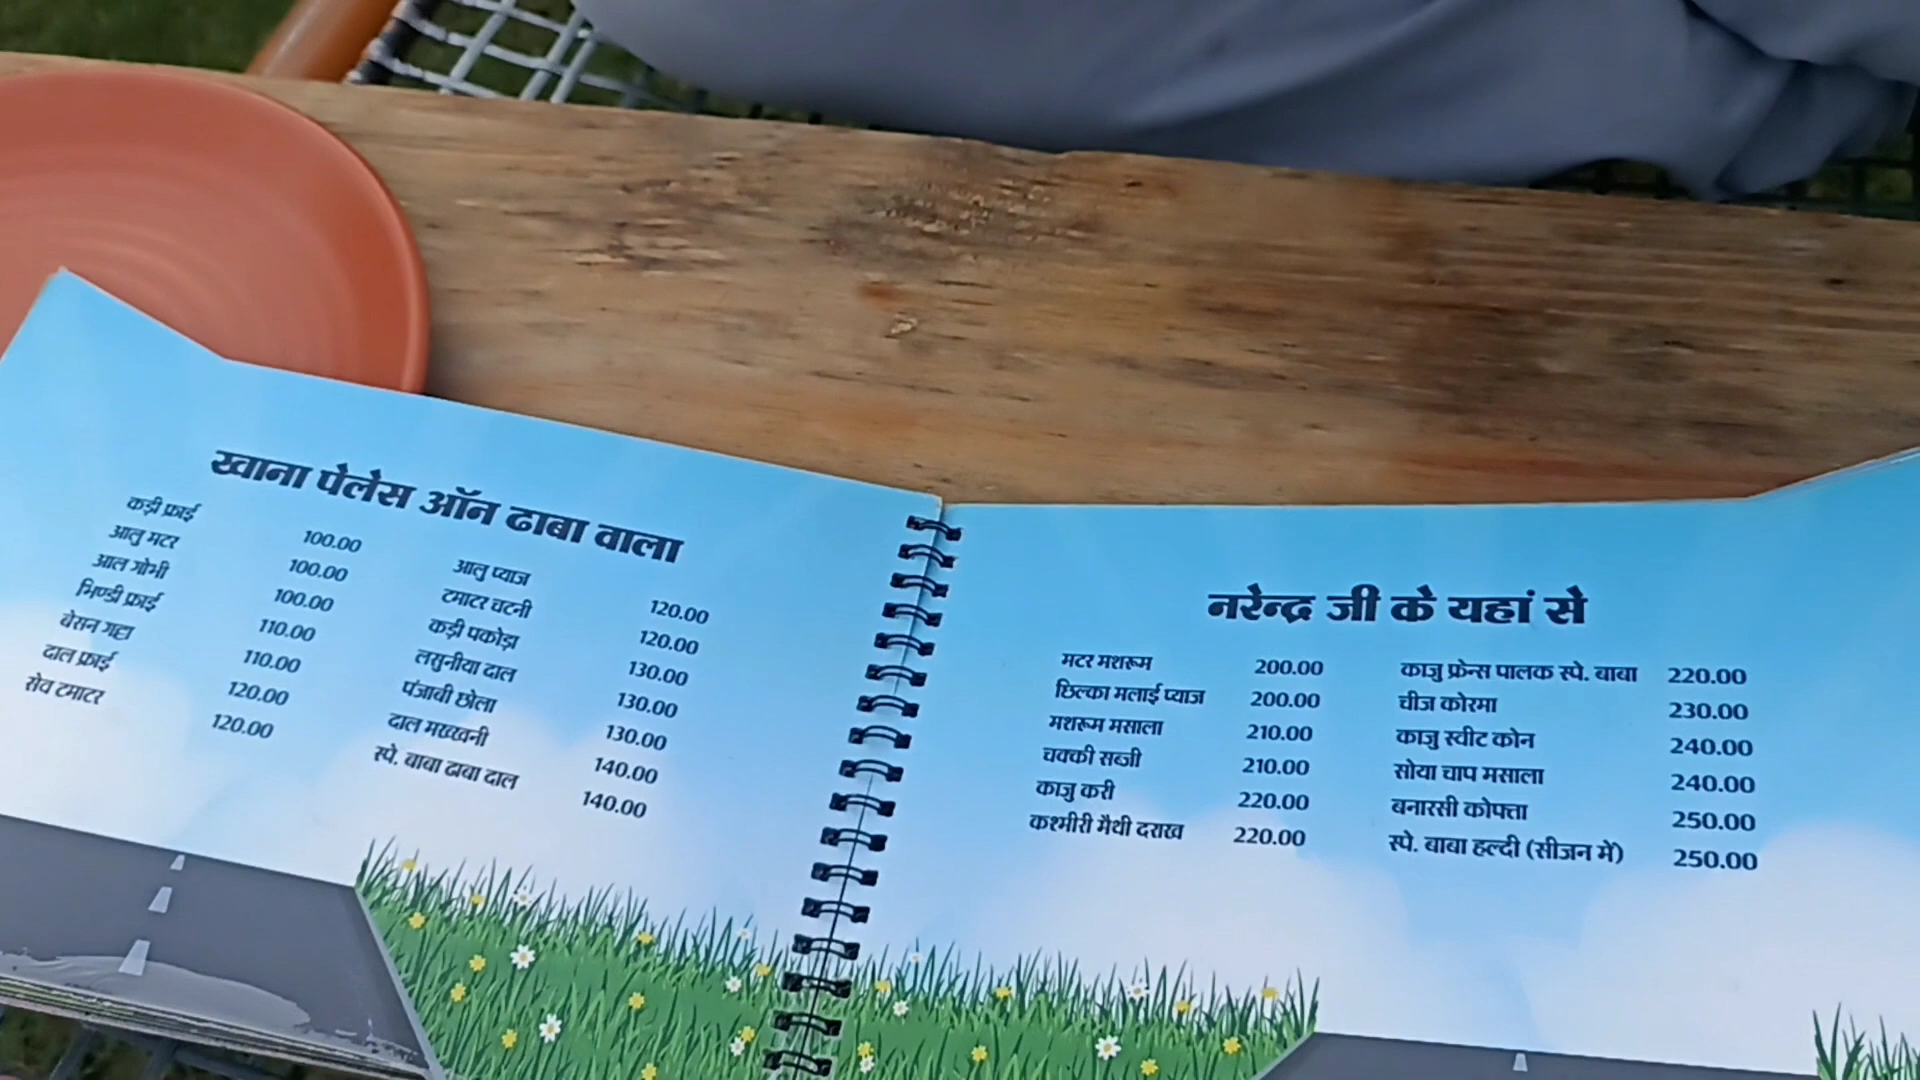 खाना पेलेस ऑन ढाबा वाला
कड़ी फ्राई 100.00
आलु मटर 100.00
आल गोभी 100.00
भिण्डी फ्राई 110.00
बेसन गट्टा 110.00
दाल फ्राई 120.00
सेव टमाटर 120.00
आलु प्याज 120.00
टमाटर चटनी 120.00
कड़ी पकोड़ा 130.00
लसुनीया दाल 130.00
पंजाबी छोला 130.00
दाल मख्खनी 140.00
स्पे. बाबा ढाबा दाल 140.00
नरेन्द्र जी के यहां से
मटर मशरूम 200.00
छिल्का मलाई प्याज 200.00
मशरूम मसाला 210.00
चक्की सब्जी 210.00
काजु करी 220.00
कश्मीरी मैथी दराख 220.00
काजु फ्रेन्स पालक स्पे. बाबा 220.00
चीज कोरमा 230.00
काजु स्वीट कोन 240.00
सोया चाप मसाला 240.00
बनारसी कोफ्ता 250.00
स्पे. बाबा हल्दी (सीजन में) 250.00